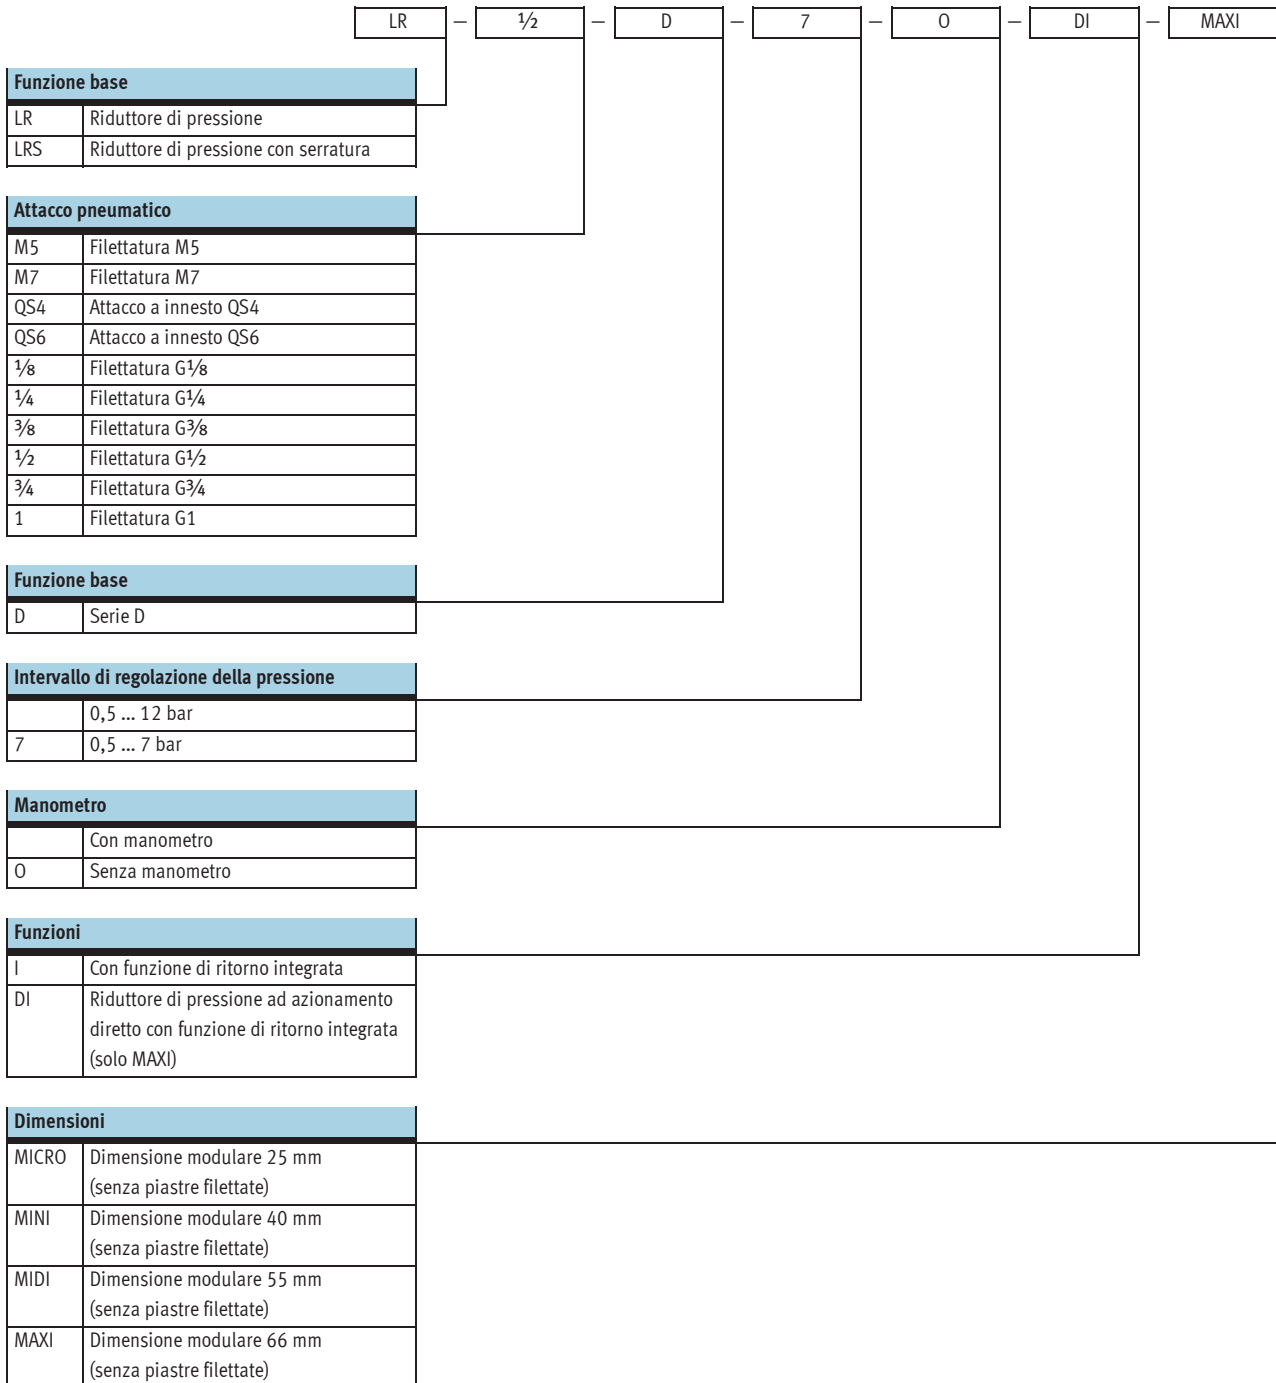 LR – ½ – D – 7 – O – DI – MAXI
Funzione base
LR Riduttore di pressione
LRS Riduttore di pressione con serratura
Attacco pneumatico
M5 Filettatura M5
M7 Filettatura M7
QS4 Attacco a innesto QS4
QS6 Attacco a innesto QS6
⅛ Filettatura G⅛
¼ Filettatura G¼
⅜ Filettatura G⅜
½ Filettatura G½
¾ Filettatura G¾
1 Filettatura G1
Funzione base
D Serie D
Intervallo di regolazione della pressione
0,5 ... 12 bar
7 0,5 ... 7 bar
Manometro
Con manometro
O Senza manometro
Funzioni
I Con funzione di ritorno integrata
DI Riduttore di pressione ad azionamento
diretto con funzione di ritorno integrata
(solo MAXI)
Dimensioni
MICRO Dimensione modulare 25 mm
(senza piastre filettate)
MINI Dimensione modulare 40 mm
(senza piastre filettate)
MIDI Dimensione modulare 55 mm
(senza piastre filettate)
MAXI Dimensione modulare 66 mm
(senza piastre filettate)